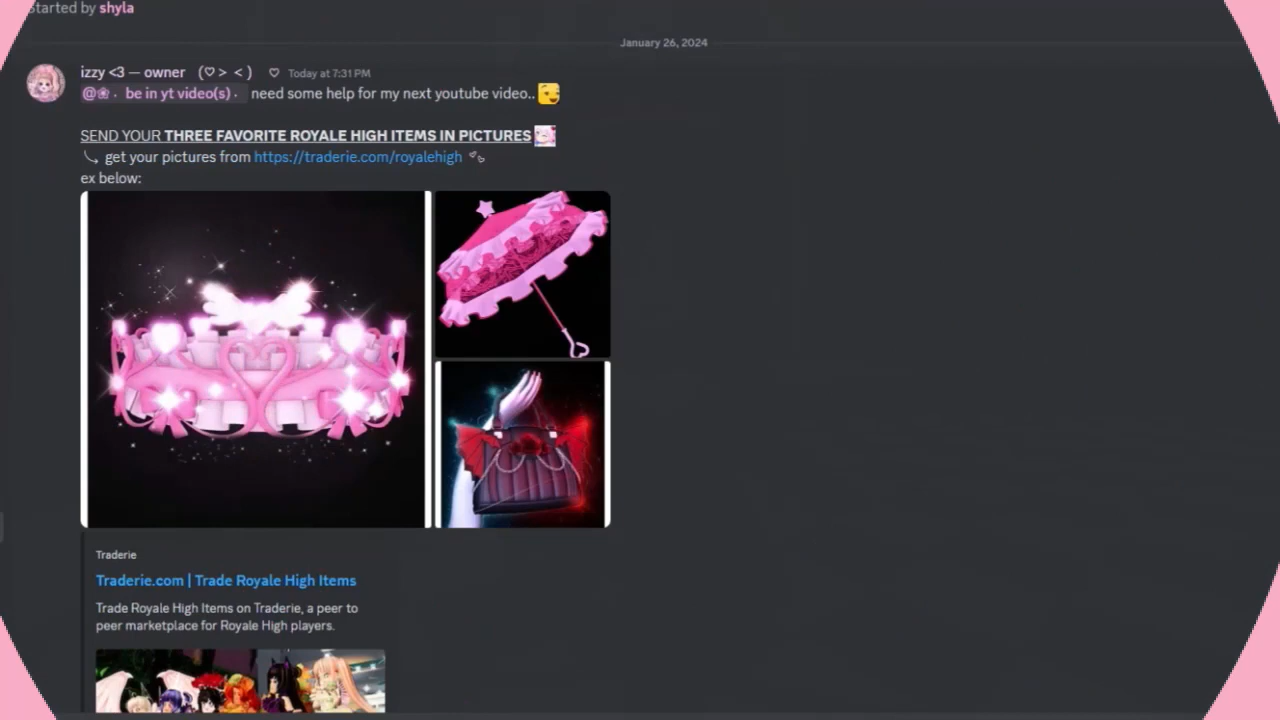 Started by shyla
January 26, 2024
izzy <3 — owner (♡ > < ) ♡ Today at 7:31 PM
@❀ · be in yt video(s) · need some help for my next youtube video..
SEND YOUR THREE FAVORITE ROYALE HIGH ITEMS IN PICTURES
get your pictures from https://traderie.com/royalehigh
ex below:
Traderie
Traderie.com | Trade Royale High Items
Trade Royale High Items on Traderie, a peer to
peer marketplace for Royale High players.